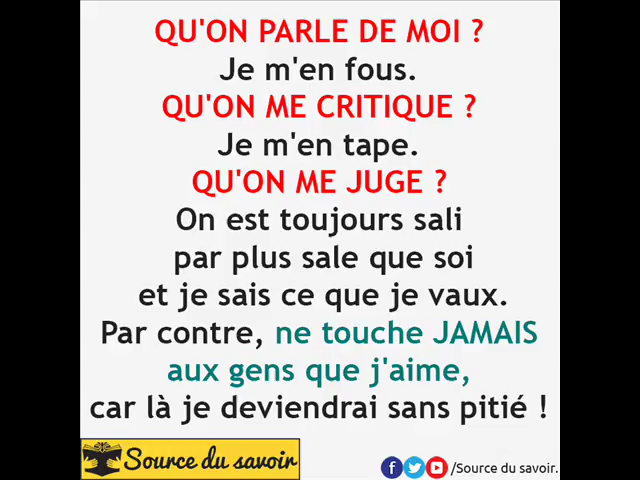 QU'ON PARLE DE MOI ?
Je m'en fous.
QU'ON ME CRITIQUE ?
Je m'en tape.
QU'ON ME JUGE ?
On est toujours sali
par plus sale que soi
et je sais ce que je vaux.
Par contre, ne touche JAMAIS
aux gens que j'aime,
car là je deviendrai sans pitié !
Source du savoir
/Source du savoir.